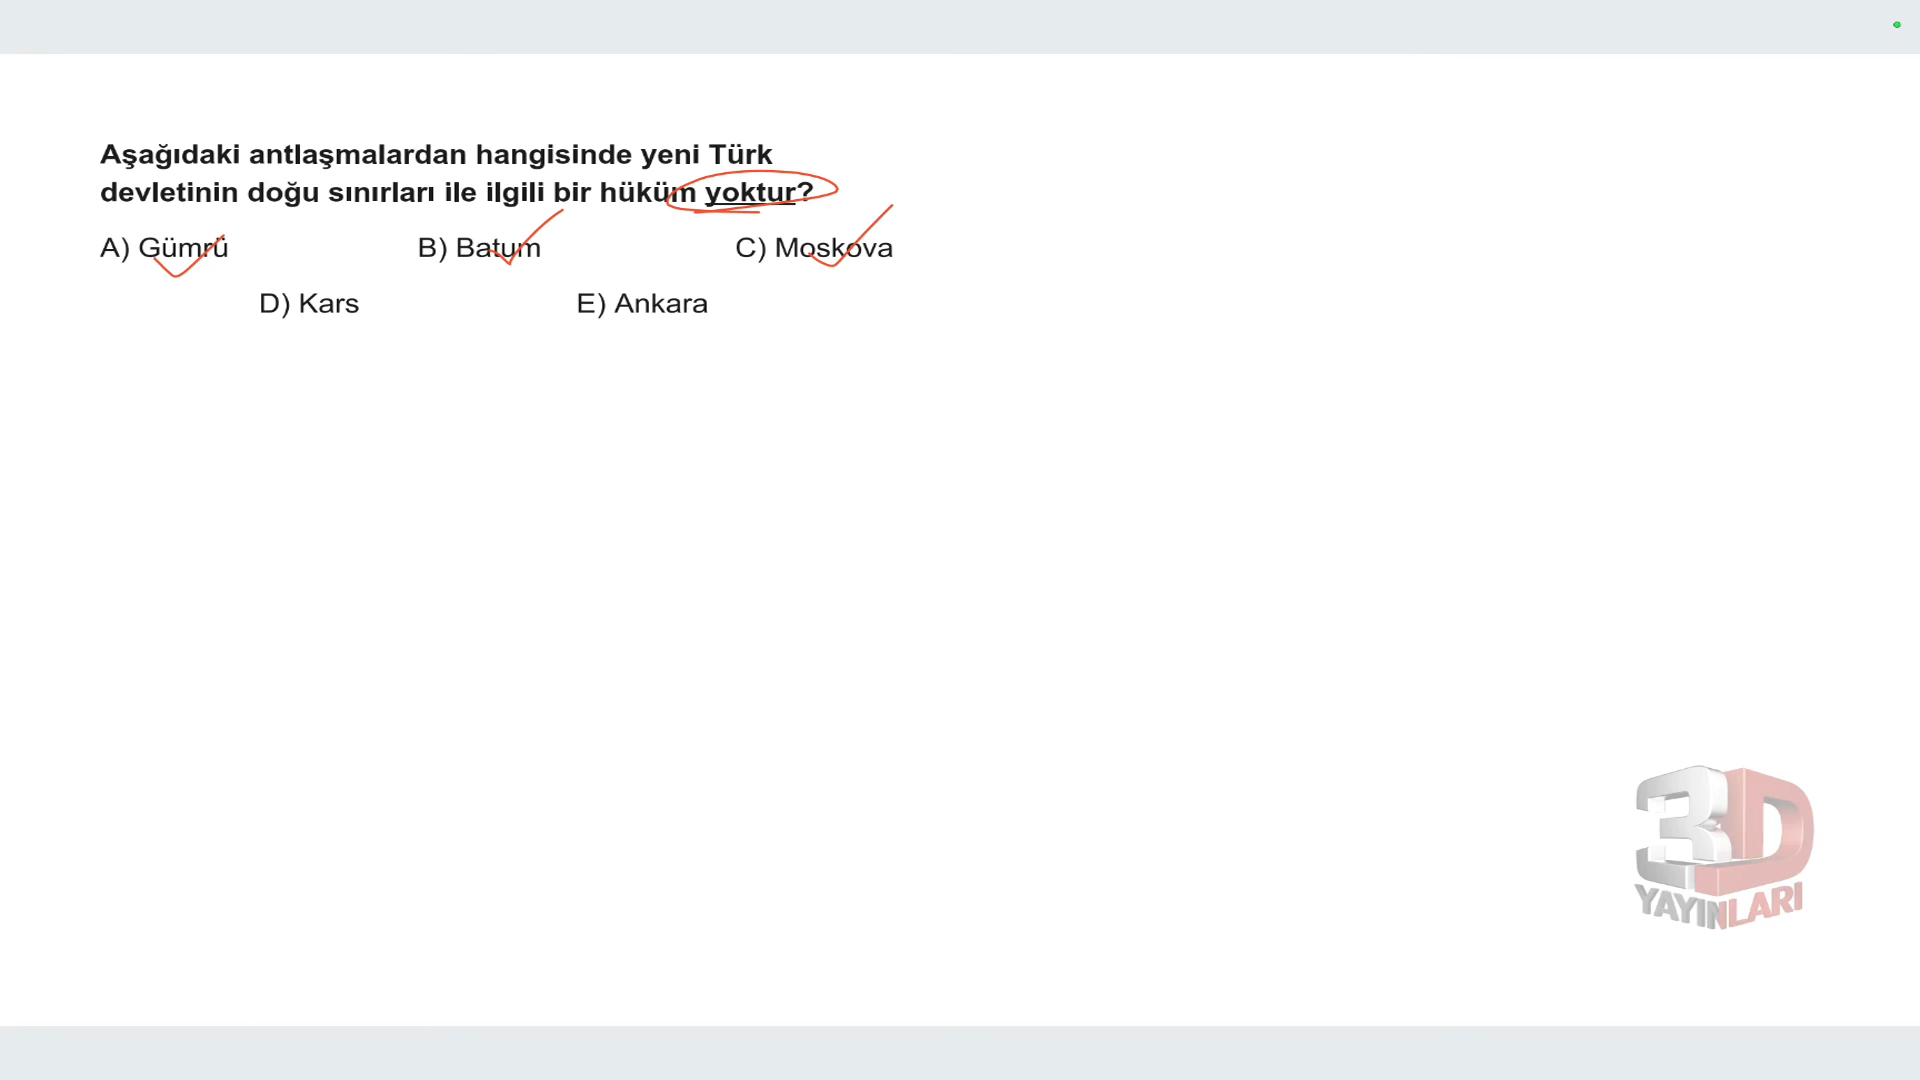 Aşağıdaki antlaşmalardan hangisinde yeni Türk
devletinin doğu sınırları ile ilgili bir hüküm yoktur?
A) Gümrü B) Batum C) Moskova
D) Kars E) Ankara
3D
YAYINLARI